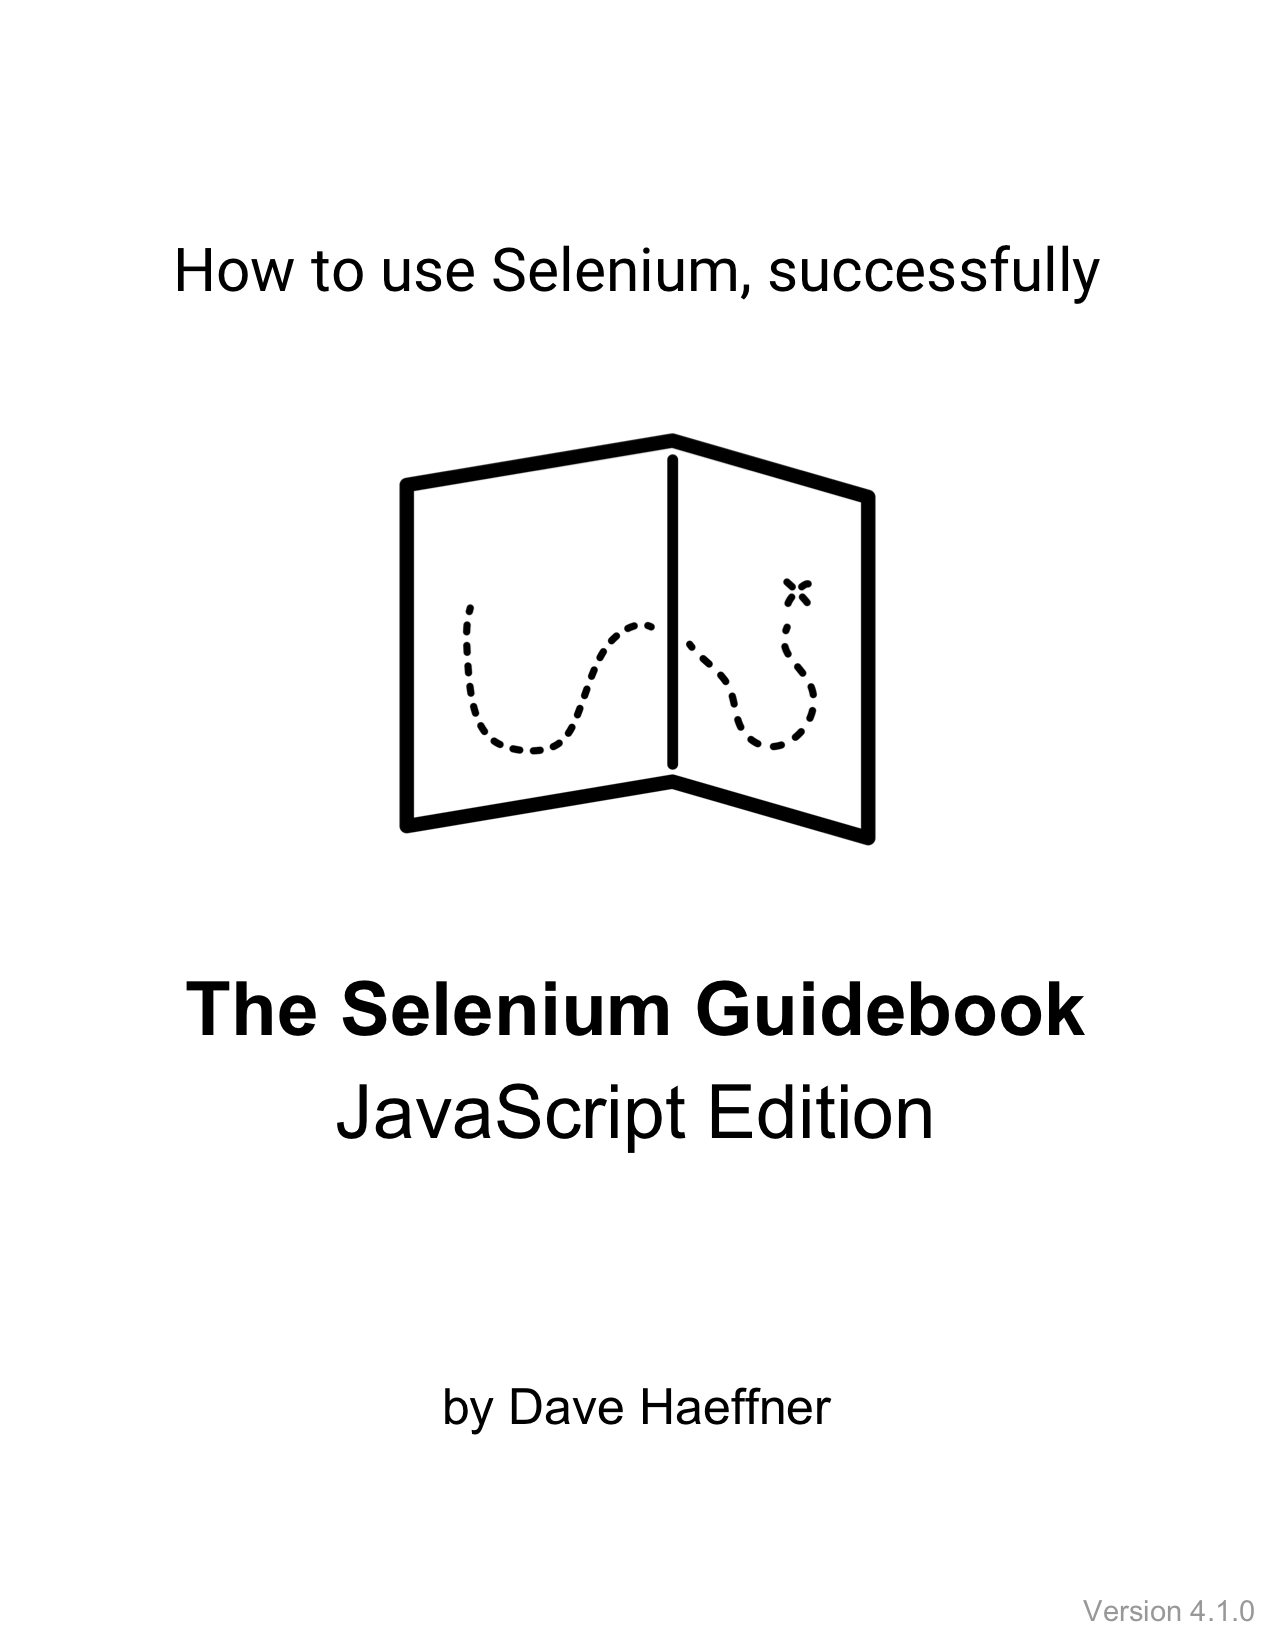 How to use Selenium, successfully
The Selenium Guidebook
JavaScript Edition
by Dave Haeffner
Version 4.1.0